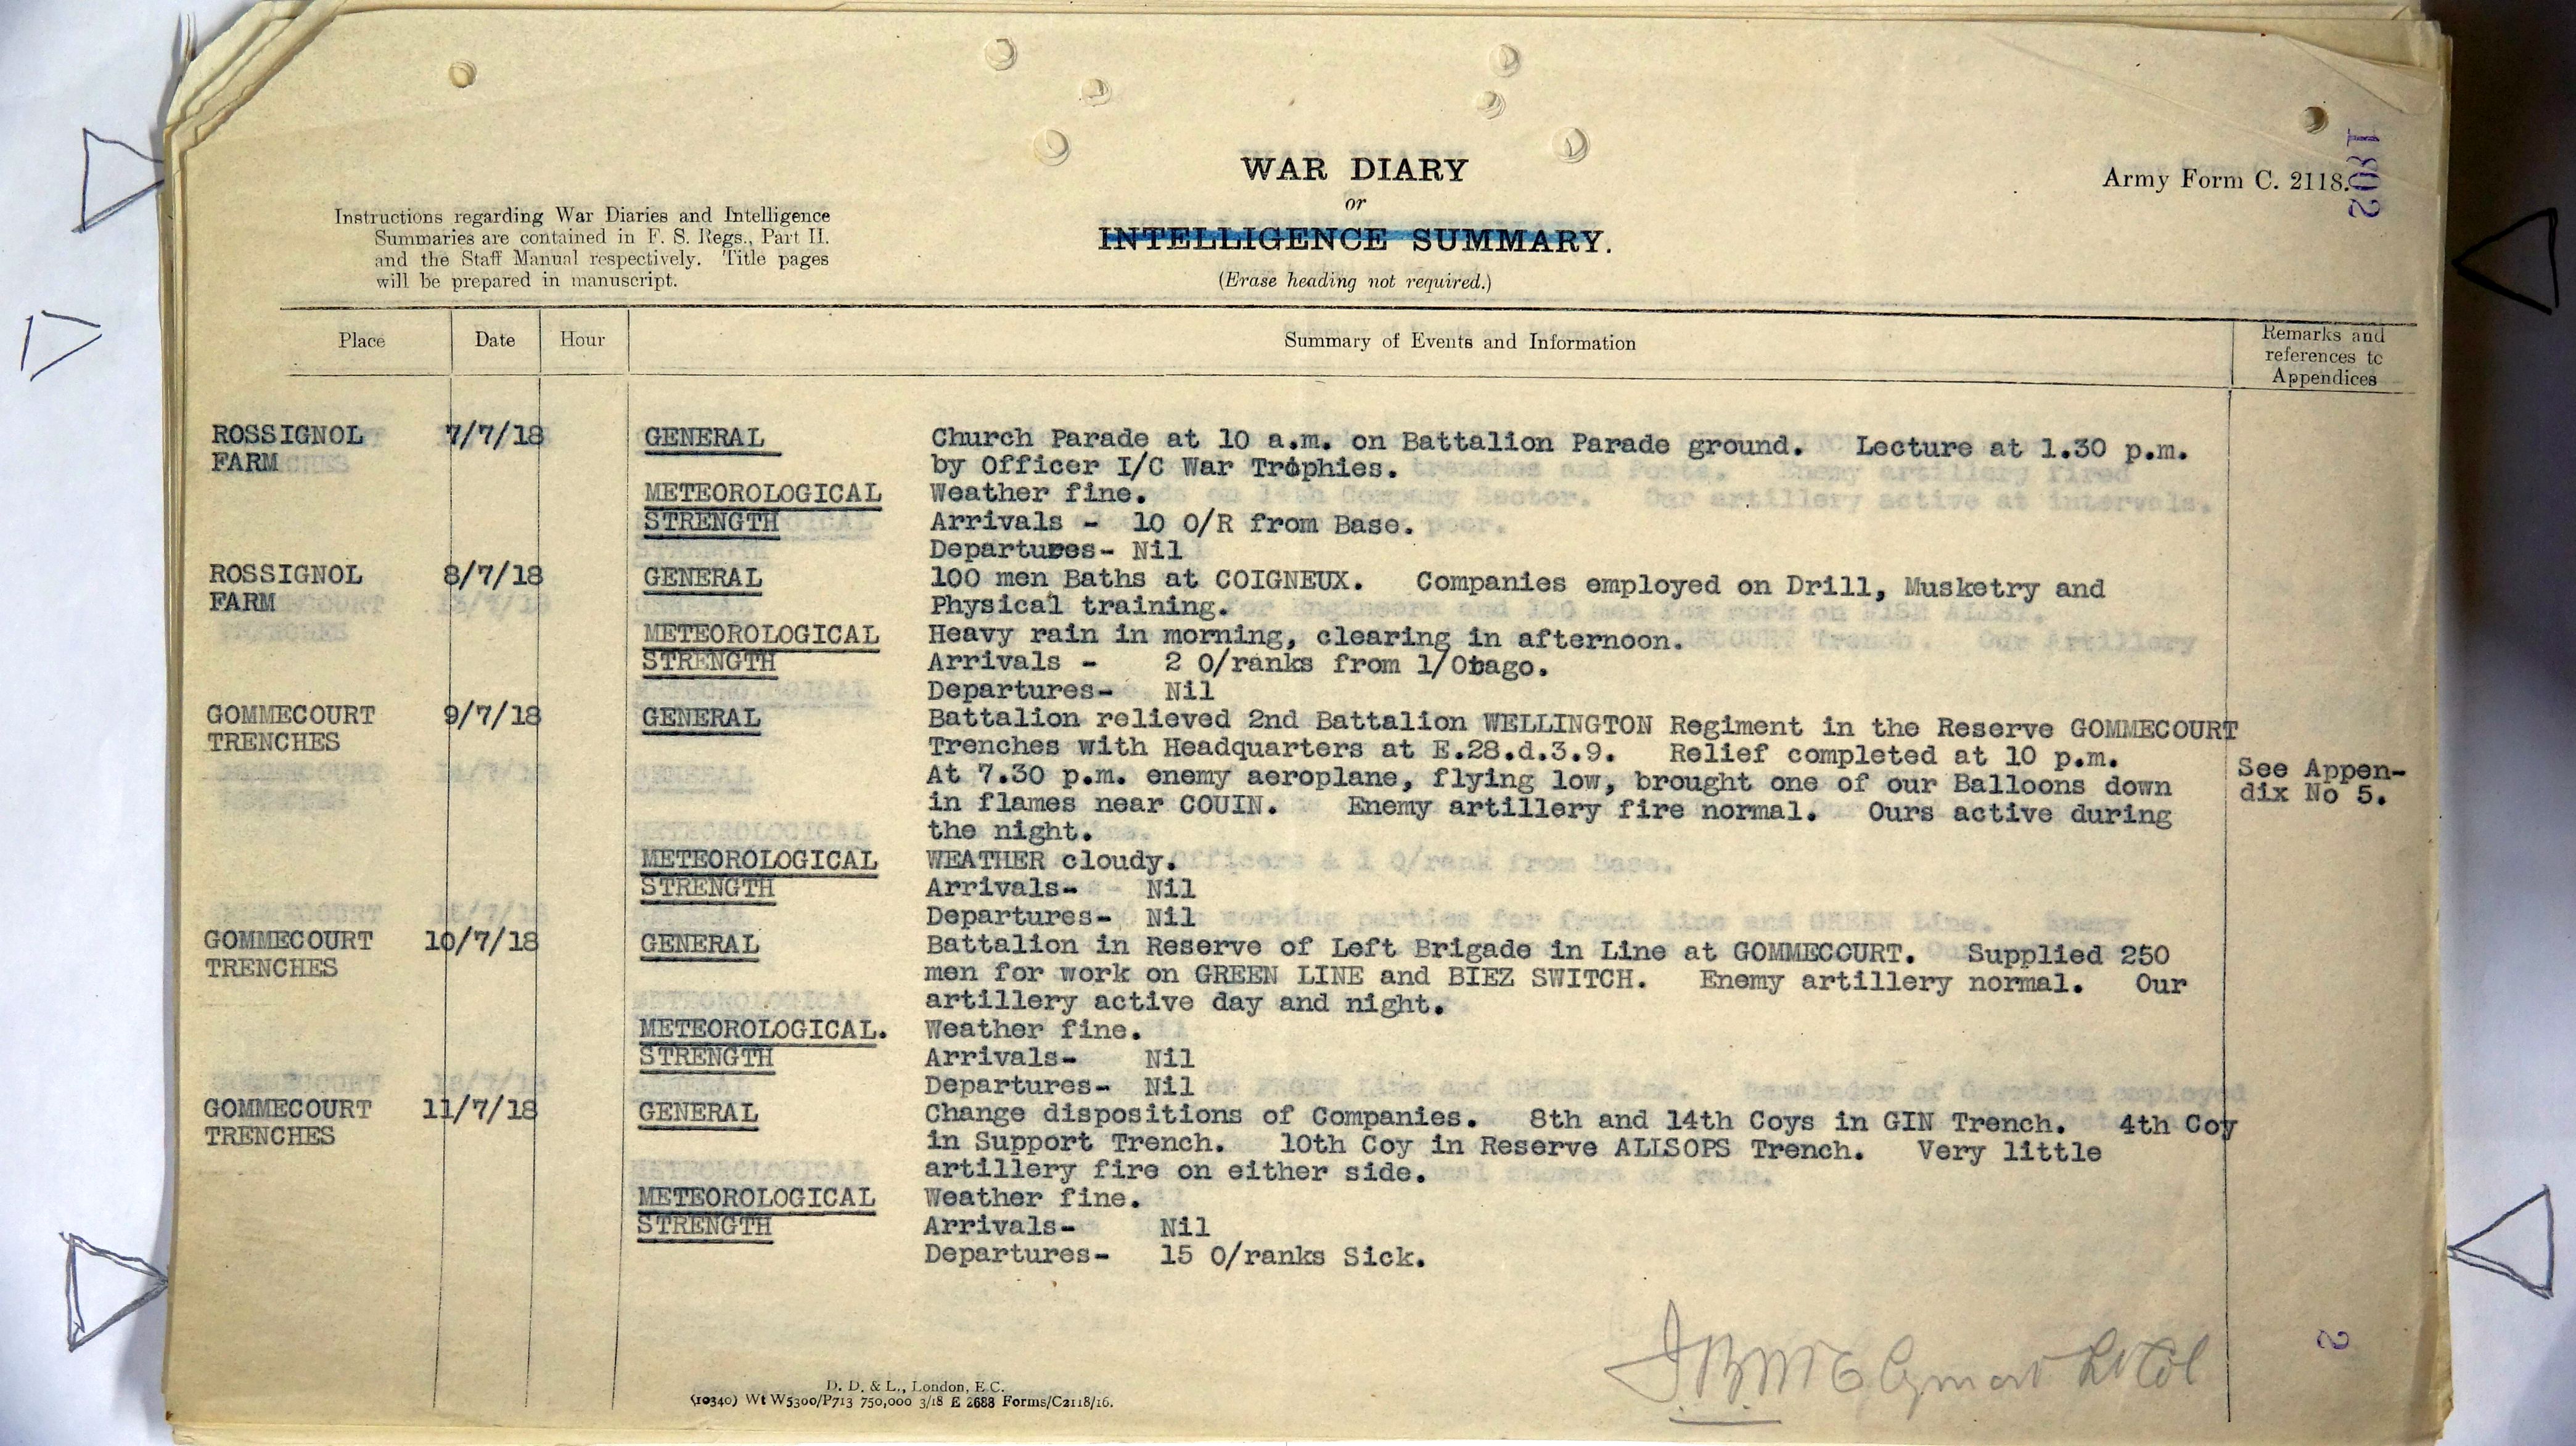 WAR DIARY
or
INTELLIGENCE SUMMARY.
(Erase heading not required.)
Army Form C. 2118.
1802
Instructions regarding War Diaries and Intelligence
Summaries are contained in F. S. Regs., Part II.
and the Staff Manual respectively. Title pages
will be prepared in manuscript.
Place Date Hour Summary of Events and Information Remarks and
references to
Appendices
ROSSIGNOL 7/7/18 GENERAL Church Parade at 10 a.m. on Battalion Parade ground. Lecture at 1.30 p.m.
FARM by Officer I/C War Trophies.
METEOROLOGICAL Weather fine.
STRENGTH Arrivals - 10 O/R from Base.
Departures- Nil
ROSSIGNOL 8/7/18 GENERAL 100 men Baths at COIGNEUX. Companies employed on Drill, Musketry and
FARM Physical training.
METEOROLOGICAL Heavy rain in morning, clearing in afternoon.
STRENGTH Arrivals - 2 O/ranks from 1/Otago.
Departures- Nil
GOMMECOURT 9/7/18 GENERAL Battalion relieved 2nd Battalion WELLINGTON Regiment in the Reserve GOMMECOURT
TRENCHES Trenches with Headquarters at E.28.d.3.9. Relief completed at 10 p.m.
At 7.30 p.m. enemy aeroplane, flying low, brought one of our Balloons down See Appen-
in flames near COUIN. Enemy artillery fire normal. Ours active during dix No 5.
the night.
METEOROLOGICAL WEATHER cloudy.
STRENGTH Arrivals- Nil
Departures- Nil
GOMMECOURT 10/7/18 GENERAL Battalion in Reserve of Left Brigade in Line at GOMMECOURT. Supplied 250
TRENCHES men for work on GREEN LINE and BIEZ SWITCH. Enemy artillery normal. Our
artillery active day and night.
METEOROLOGICAL. Weather fine.
STRENGTH Arrivals- Nil
Departures- Nil
GOMMECOURT 11/7/18 GENERAL Change dispositions of Companies. 8th and 14th Coys in GIN Trench. 4th Coy
TRENCHES in Support Trench. 10th Coy in Reserve ALLSOPS Trench. Very little
artillery fire on either side.
METEOROLOGICAL Weather fine.
STRENGTH Arrivals- Nil
Departures- 15 O/ranks Sick.
2
D. D. & L., London, E.C.
(10340) Wt W5300/P713 750,000 3/18 E 2688 Forms/C2118/16.